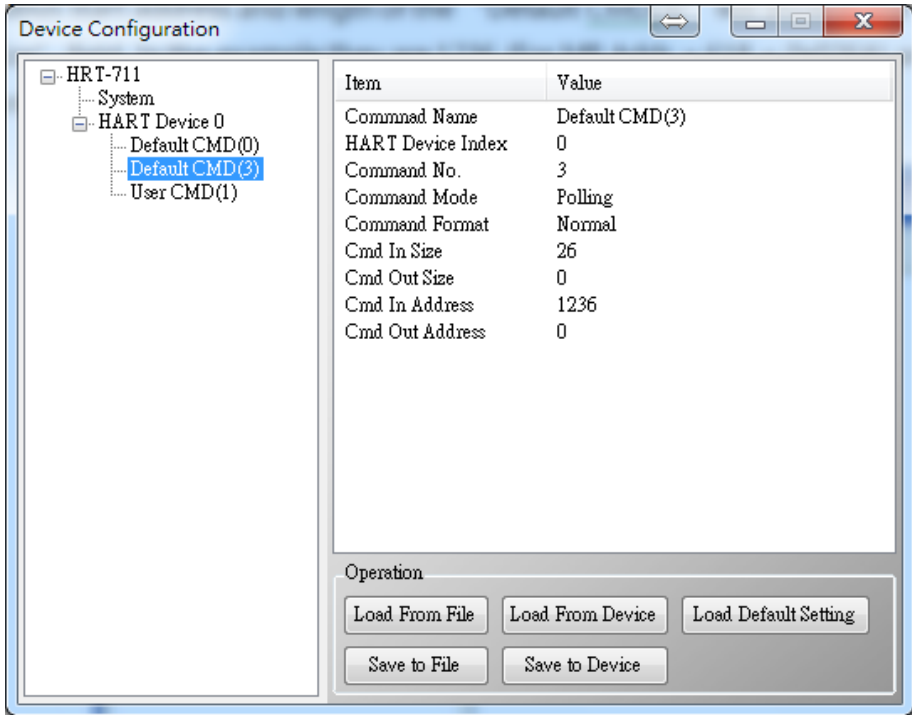 Device Configuration
HRT-711
System
HART Device 0
Default CMD(0)
Default CMD(3)
User CMD(1)
Item Value
Commnad Name Default CMD(3)
HART Device Index 0
Command No. 3
Command Mode Polling
Command Format Normal
Cmd In Size 26
Cmd Out Size 0
Cmd In Address 1236
Cmd Out Address 0
Operation
Load From File Load From Device Load Default Setting
Save to File Save to Device